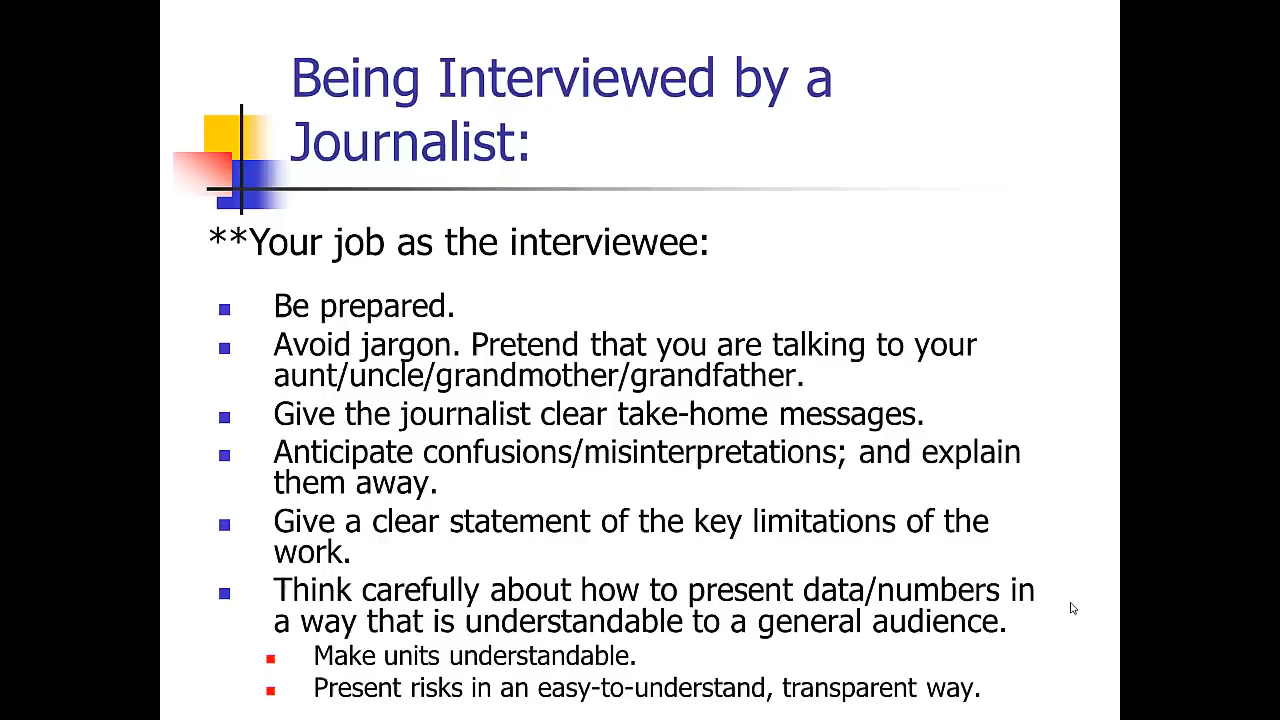 Being Interviewed by a
Journalist:
**Your job as the interviewee:
Be prepared.
Avoid jargon. Pretend that you are talking to your
aunt/uncle/grandmother/grandfather.
Give the journalist clear take-home messages.
Anticipate confusions/misinterpretations; and explain
them away.
Give a clear statement of the key limitations of the
work.
Think carefully about how to present data/numbers in
a way that is understandable to a general audience.
Make units understandable.
Present risks in an easy-to-understand, transparent way.